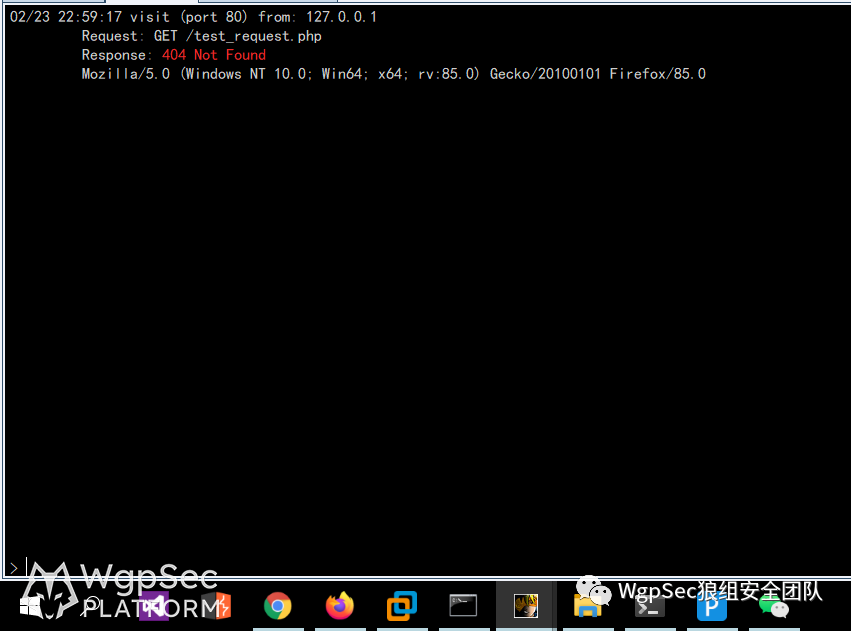 02/23 22:59:17 visit (port 80) from: 127.0.0.1
Request: GET /test_request.php
Response: 404 Not Found
Mozilla/5.0 (Windows NT 10.0; Win64; x64; rv:85.0) Gecko/20100101 Firefox/85.0
>
WgpSec
PLATFORM
WgpSec狼组安全团队
P